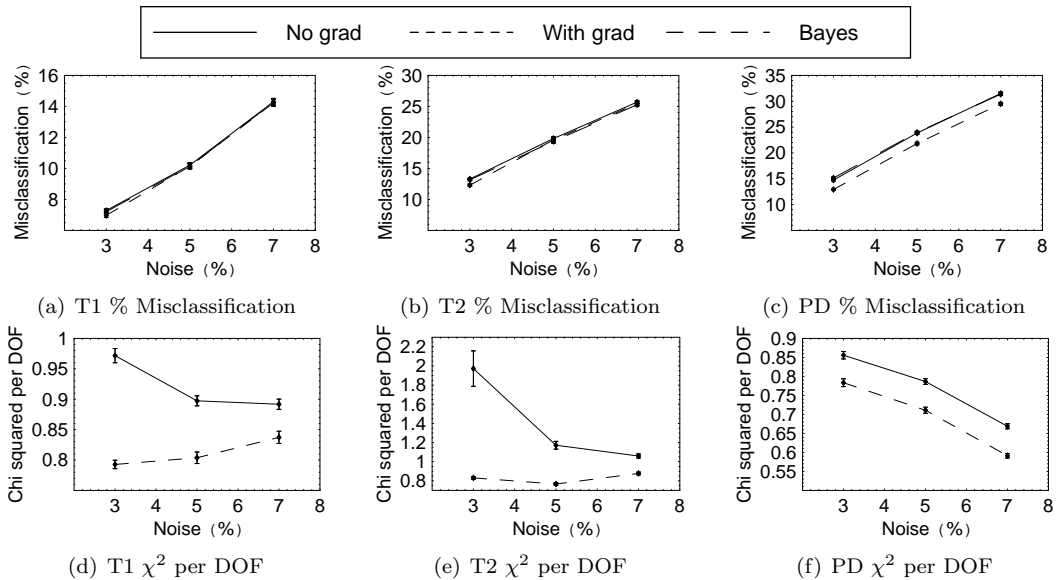 No grad With grad Bayes
Misclassification (%)
16
14
12
10
8
3 4 5 6 7 8
Noise (%)
(a) T1 % Misclassification
Misclassification (%)
30
25
20
15
10
3 4 5 6 7 8
Noise (%)
(b) T2 % Misclassification
Misclassification (%)
35
30
25
20
15
10
3 4 5 6 7 8
Noise (%)
(c) PD % Misclassification
Chi squared per DOF
1
0.95
0.9
0.85
0.8
3 4 5 6 7 8
Noise (%)
(d) T1 χ² per DOF
Chi squared per DOF
2.2
2
1.8
1.6
1.4
1.2
1
0.8
3 4 5 6 7 8
Noise (%)
(e) T2 χ² per DOF
Chi squared per DOF
0.9
0.85
0.8
0.75
0.7
0.65
0.6
0.55
3 4 5 6 7 8
Noise (%)
(f) PD χ² per DOF